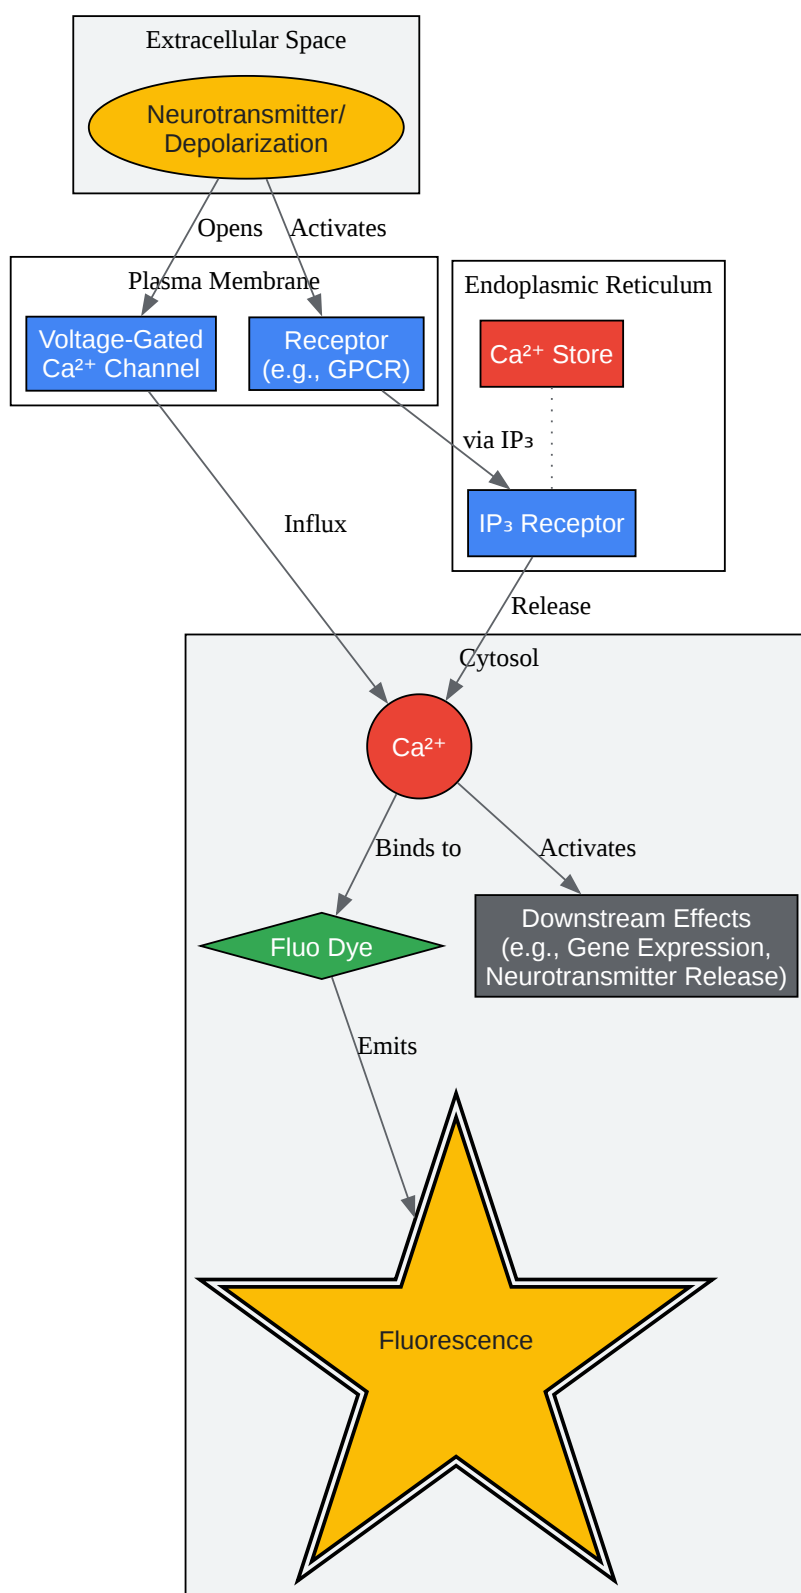 Extracellular Space
Neurotransmitter/
Depolarization
Opens
Activates
Plasma Membrane
Endoplasmic Reticulum
Voltage-Gated
Ca²⁺ Channel
Receptor
(e.g., GPCR)
Ca²⁺ Store
via IP₃
IP₃ Receptor
Influx
Release
Cytosol
Ca²⁺
Binds to
Activates
Fluo Dye
Downstream Effects
(e.g., Gene Expression,
Neurotransmitter Release)
Emits
Fluorescence